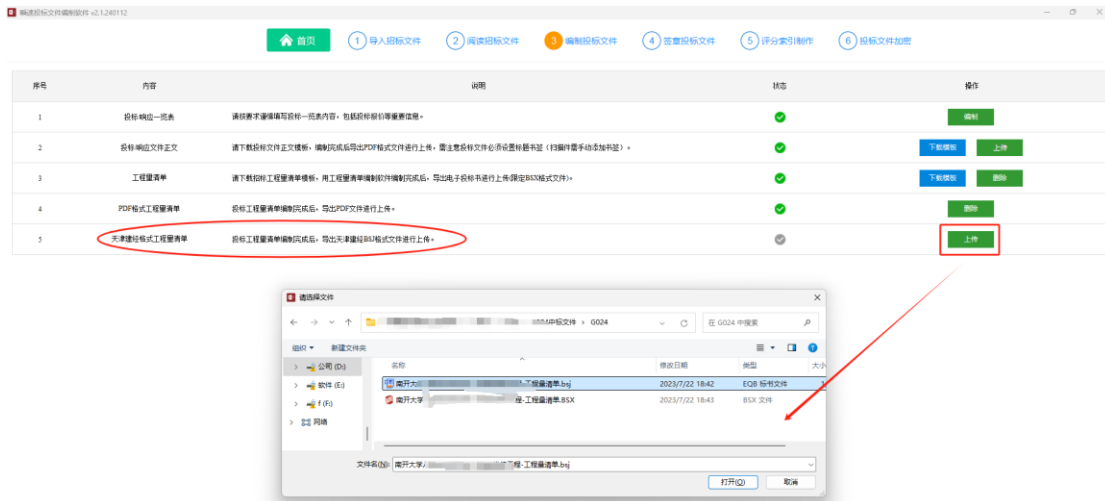 瞬速投标文件编制软件 v2.1.240112
首页 1 导入招标文件 2 阅读招标文件 3 编制投标文件 4 签章投标文件 5 评分索引制作 6 投标文件加密
序号 内容 说明 状态 操作
1 投标响应一览表 请按要求谨慎填写投标一览表内容,包括投标报价等重要信息。 编制
2 投标响应文件正文 请下载投标文件正文模板,编制完成后导出PDF格式文件进行上传,需注意投标文件必须设置标题书签(扫描件需手动添加书签)。 下载模板 上传
3 工程量清单 请下载招标工程量清单模板,用工程量清单编制软件编制完成后,导出电子投标书进行上传(限定BSX格式文件)。 下载模板 删除
4 PDF格式工程量清单 投标工程量清单编制完成后,导出PDF文件进行上传。 删除
5 天津建经格式工程量清单 投标工程量清单编制完成后,导出天津建经BSJ格式文件进行上传。 上传
请选择文件
中标文件 › G024 在 G024 中搜索
组织 新建文件夹
名称 修改日期 类型 大小
公司 (D:)
南开大 工程量清单.bsj 2023/7/22 18:42 EQB 标书文件 1
软件 (E:)
南开大学 程-工程量清单.BSX 2023/7/22 18:43 BSX 文件
f (F:)
网络
文件名(N): 南开大学 程-工程量清单.bsj
打开(O) 取消